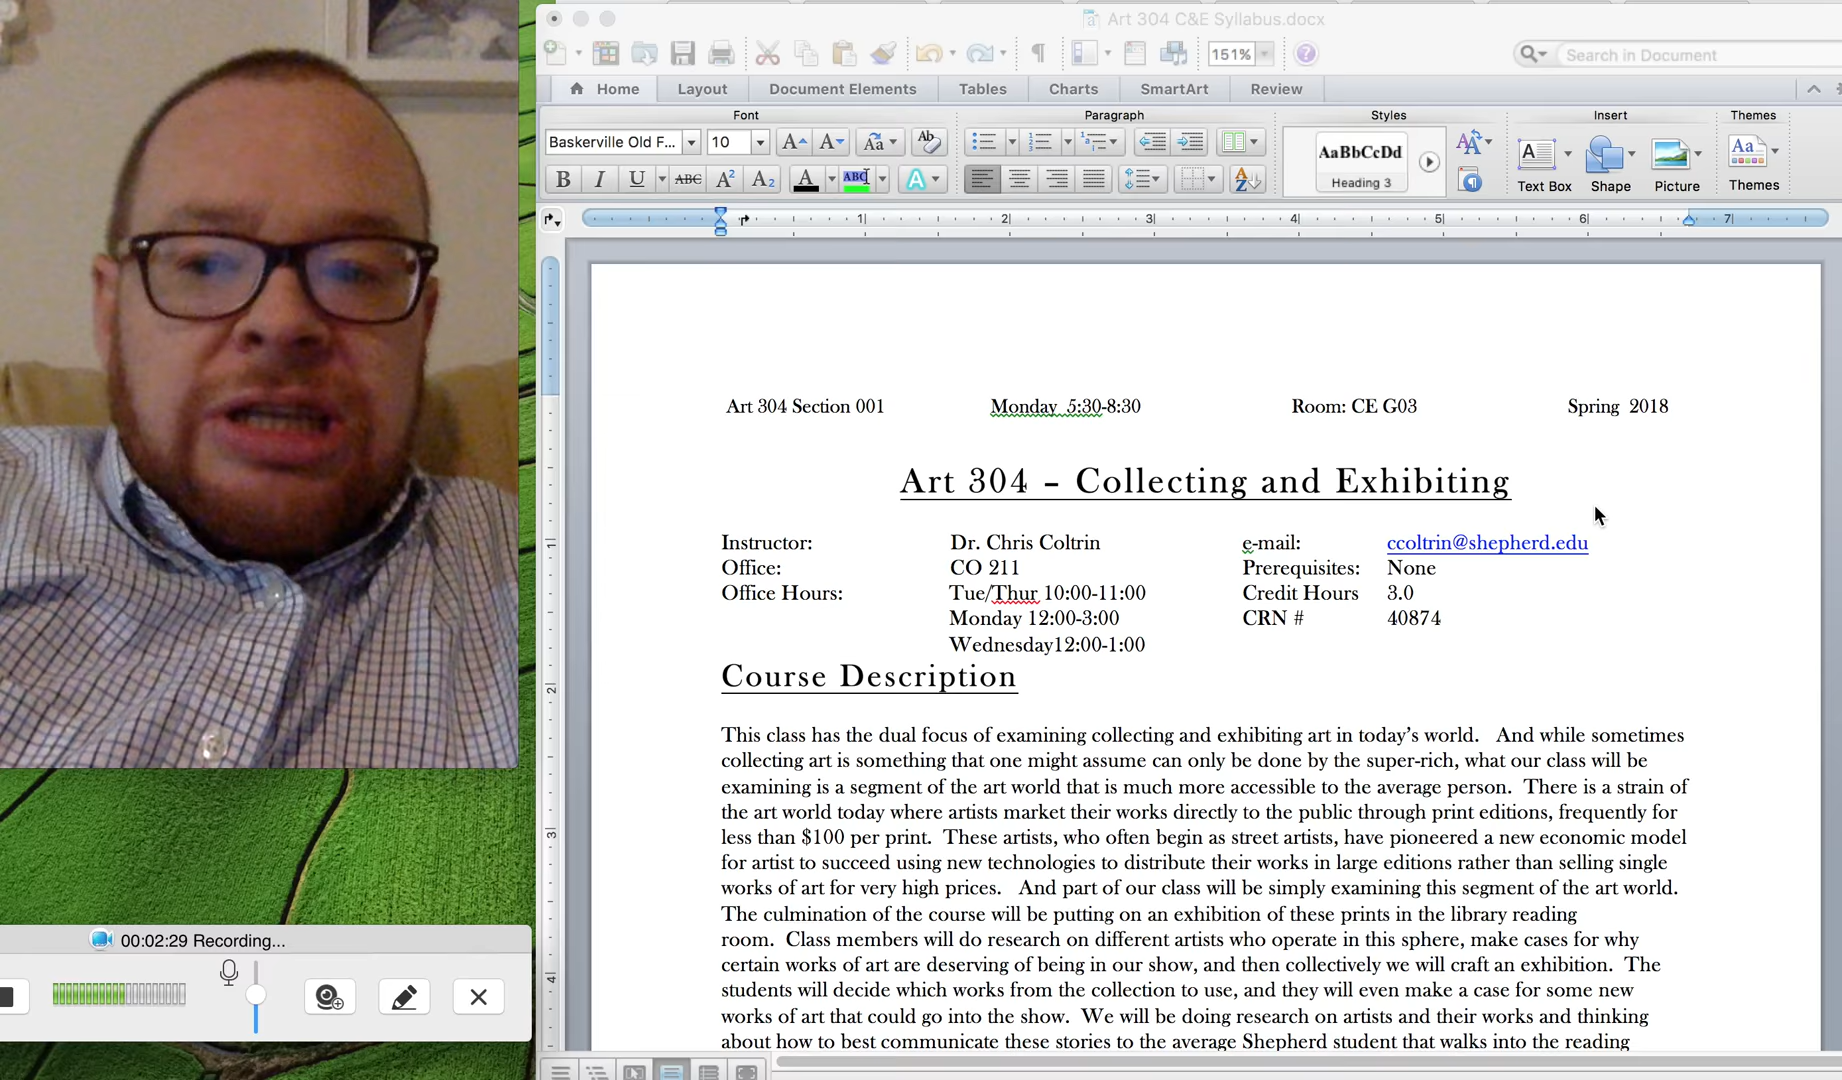 Art 304 C&E Syllabus.docx
151%
Search in Document
Home Layout Document Elements Tables Charts SmartArt Review
Font Paragraph Styles Insert Themes
Baskerville Old F... 10
AaBbCcDd
Heading 3
Text Box Shape Picture Themes
B I U ABC A² A₂ A ABC A
1 2 3 4 5 6 7
Art 304 Section 001 Monday 5:30-8:30 Room: CE G03 Spring 2018
Art 304 – Collecting and Exhibiting
Instructor: Dr. Chris Coltrin e-mail: ccoltrin@shepherd.edu
Office: CO 211 Prerequisites: None
Office Hours: Tue/Thur 10:00-11:00 Credit Hours 3.0
Monday 12:00-3:00 CRN # 40874
Wednesday12:00-1:00
Course Description
This class has the dual focus of examining collecting and exhibiting art in today's world. And while sometimes
collecting art is something that one might assume can only be done by the super-rich, what our class will be
examining is a segment of the art world that is much more accessible to the average person. There is a strain of
the art world today where artists market their works directly to the public through print editions, frequently for
less than $100 per print. These artists, who often begin as street artists, have pioneered a new economic model
for artist to succeed using new technologies to distribute their works in large editions rather than selling single
works of art for very high prices. And part of our class will be simply examining this segment of the art world.
The culmination of the course will be putting on an exhibition of these prints in the library reading
room. Class members will do research on different artists who operate in this sphere, make cases for why
certain works of art are deserving of being in our show, and then collectively we will craft an exhibition. The
students will decide which works from the collection to use, and they will even make a case for some new
works of art that could go into the show. We will be doing research on artists and their works and thinking
about how to best communicate these stories to the average Shepherd student that walks into the reading
00:02:29 Recording...